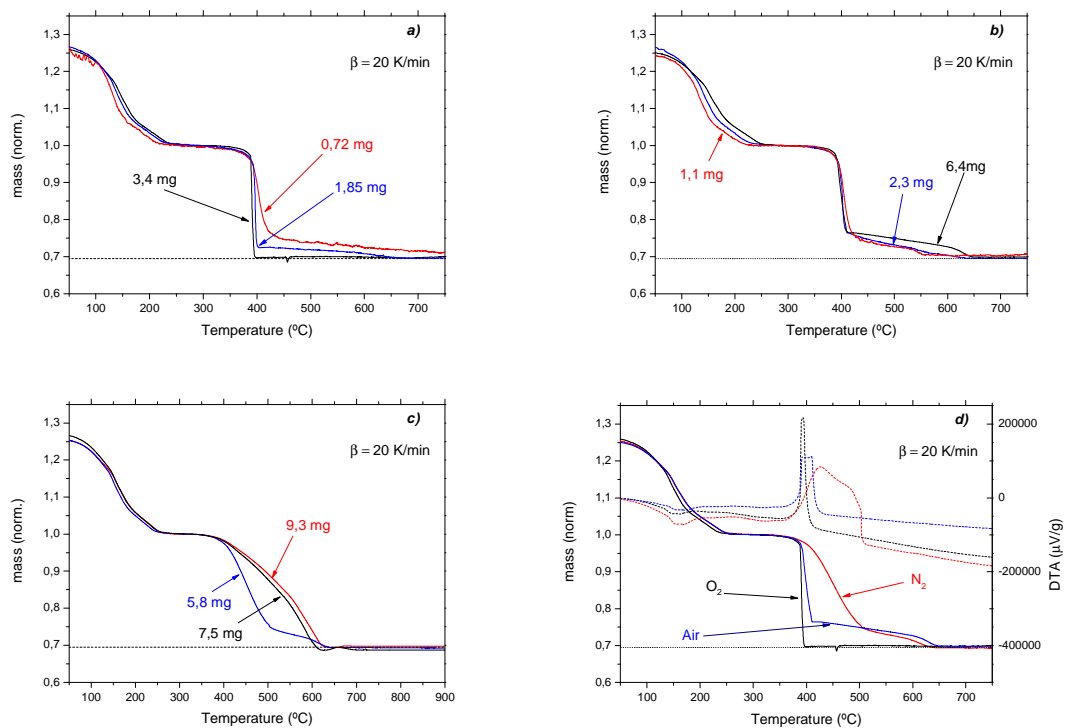 a)
β = 20 K/min
1,3
1,2
1,1
1,0
0,9
0,8
0,7
0,6
mass (norm.)
0,72 mg
3,4 mg
1,85 mg
100 200 300 400 500 600 700
Temperature (ºC)
b)
β = 20 K/min
1,3
1,2
1,1
1,0
0,9
0,8
0,7
0,6
mass (norm.)
1,1 mg
6,4mg
2,3 mg
100 200 300 400 500 600 700
Temperature (ºC)
c)
β = 20 K/min
1,3
1,2
1,1
1,0
0,9
0,8
0,7
0,6
mass (norm.)
9,3 mg
5,8 mg
7,5 mg
100 200 300 400 500 600 700 800 900
Temperature (ºC)
d)
β = 20 K/min
1,3
1,2
1,1
1,0
0,9
0,8
0,7
0,6
mass (norm)
200000
0
-200000
-400000
DTA (μV/g)
O₂
N₂
Air
100 200 300 400 500 600 700
Temperature (ºC)